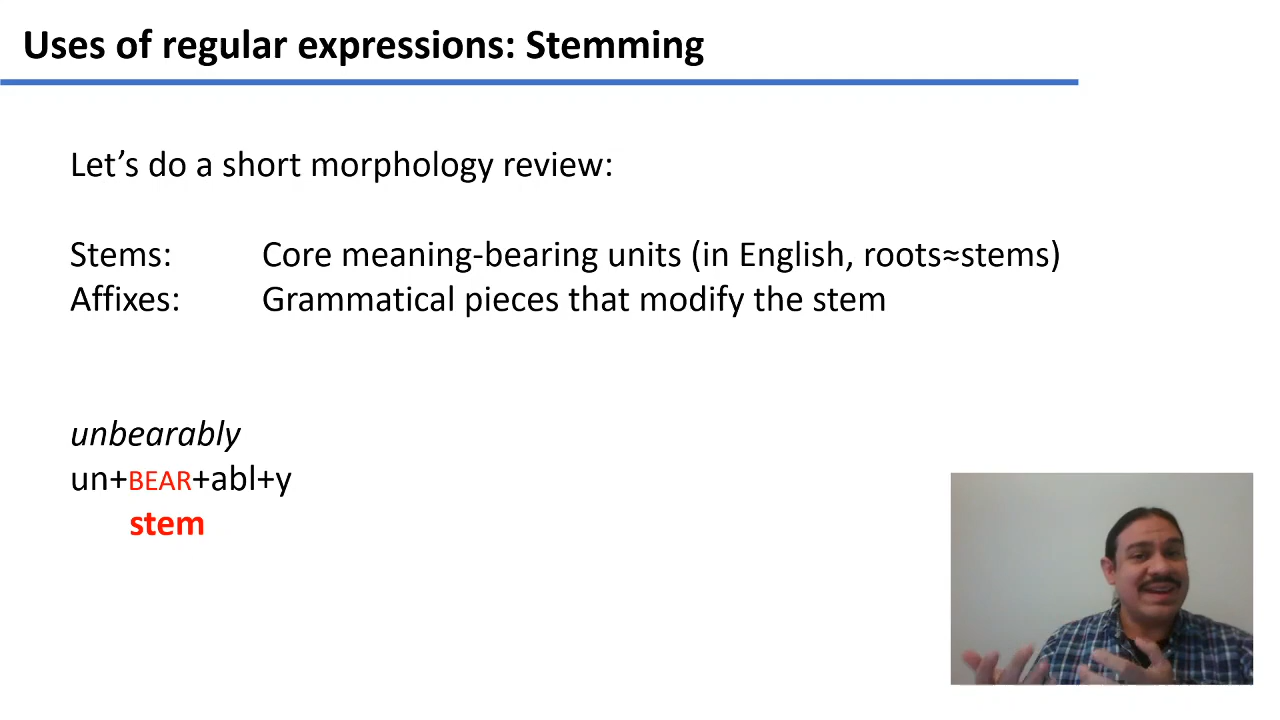 Uses of regular expressions: Stemming
Let’s do a short morphology review:
Stems: Core meaning-bearing units (in English, roots≈stems)
Affixes: Grammatical pieces that modify the stem
unbearably
un+BEAR+abl+y
stem